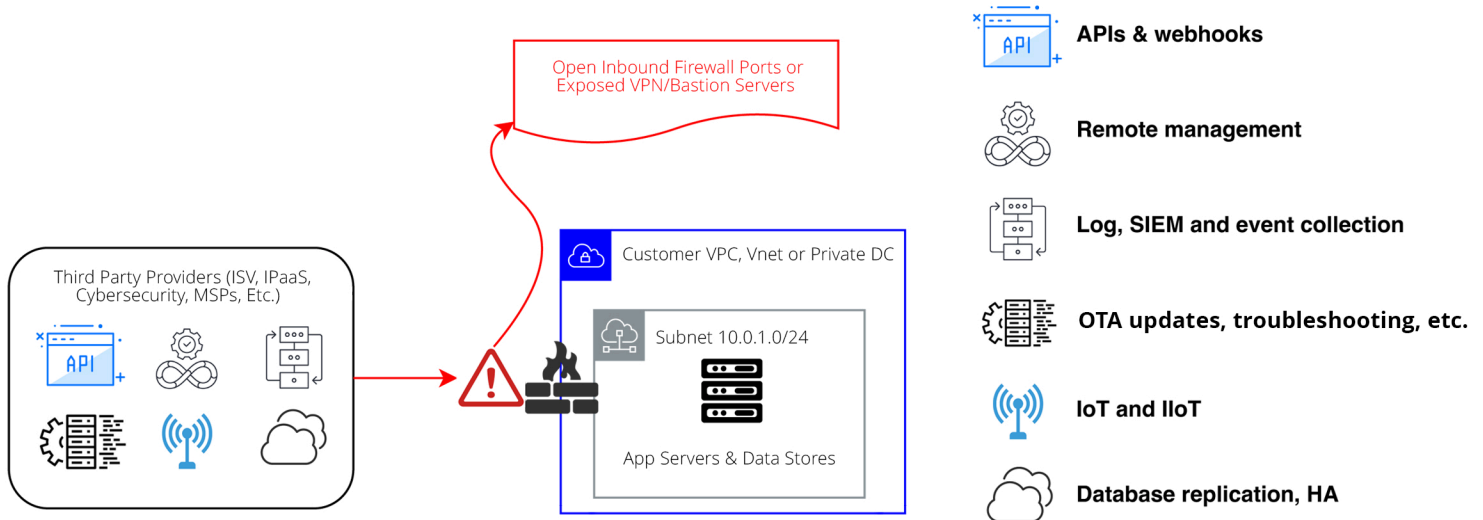 Open Inbound Firewall Ports or
Exposed VPN/Bastion Servers
Third Party Providers (ISV, IPaaS,
Cybersecurity, MSPs, Etc.)
API
Customer VPC, Vnet or Private DC
Subnet 10.0.1.0/24
App Servers & Data Stores
API
APIs & webhooks
Remote management
Log, SIEM and event collection
OTA updates, troubleshooting, etc.
IoT and IIoT
Database replication, HA